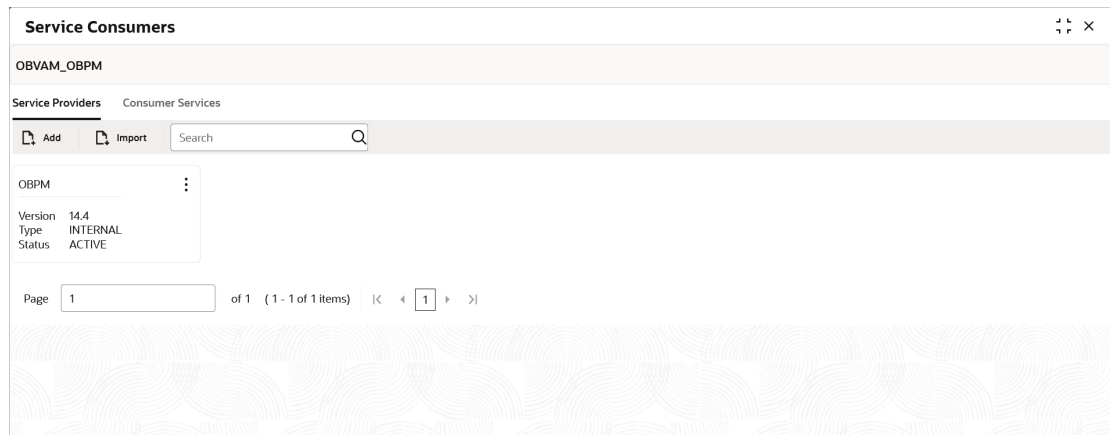 Service Consumers
OBVAM_OBPM
Service Providers Consumer Services
Add Import Search
OBPM
Version 14.4
Type INTERNAL
Status ACTIVE
Page 1 of 1 ( 1 - 1 of 1 items) 1